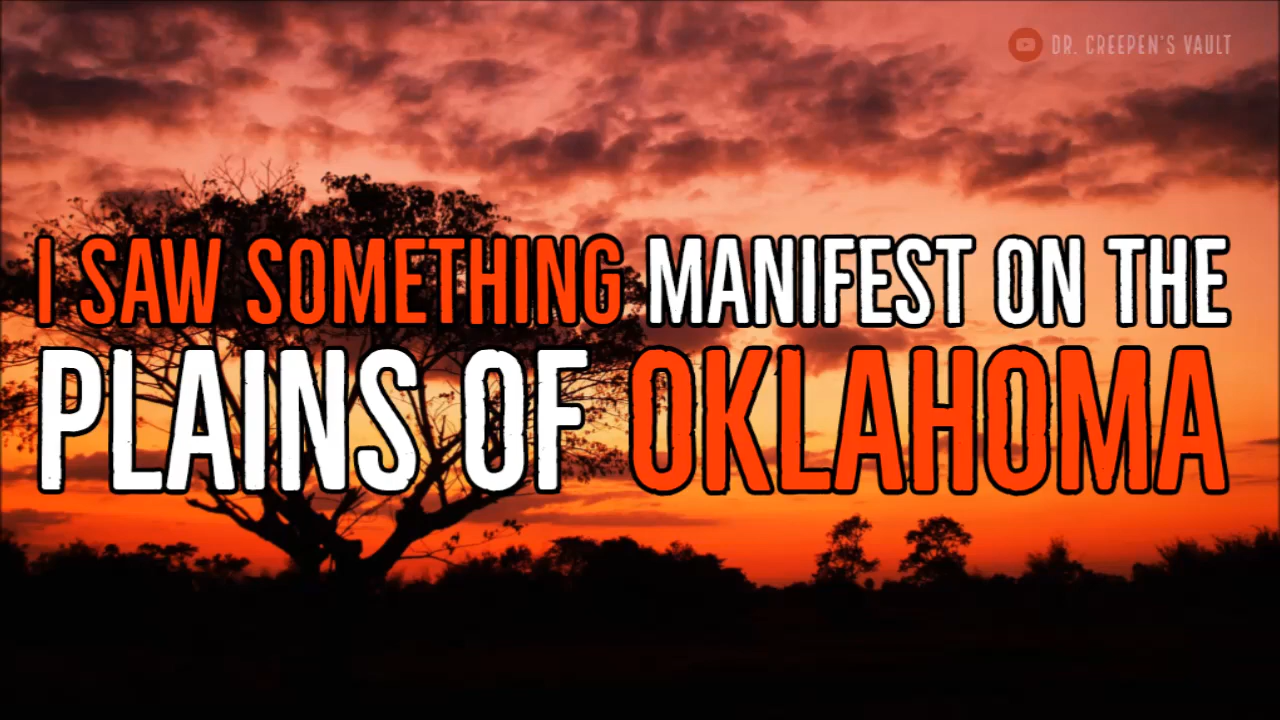 DR. CREEPEN'S VAULT
I SAW SOMETHING MANIFEST ON THE
PLAINS OF OKLAHOMA